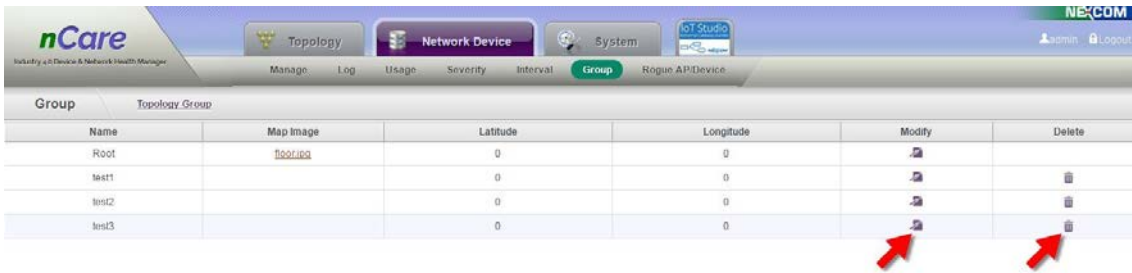 NEXCOM
nCare
Industry 4.0 Device & Network Health Manager
Topology Network Device System IoT Studio
admin Logout
Manage Log Usage Severity Interval Group Rogue AP/Device
Group Topology Group
Name Map Image Latitude Longitude Modify Delete
Root floor.jpg 0 0
test1 0 0
test2 0 0
test3 0 0